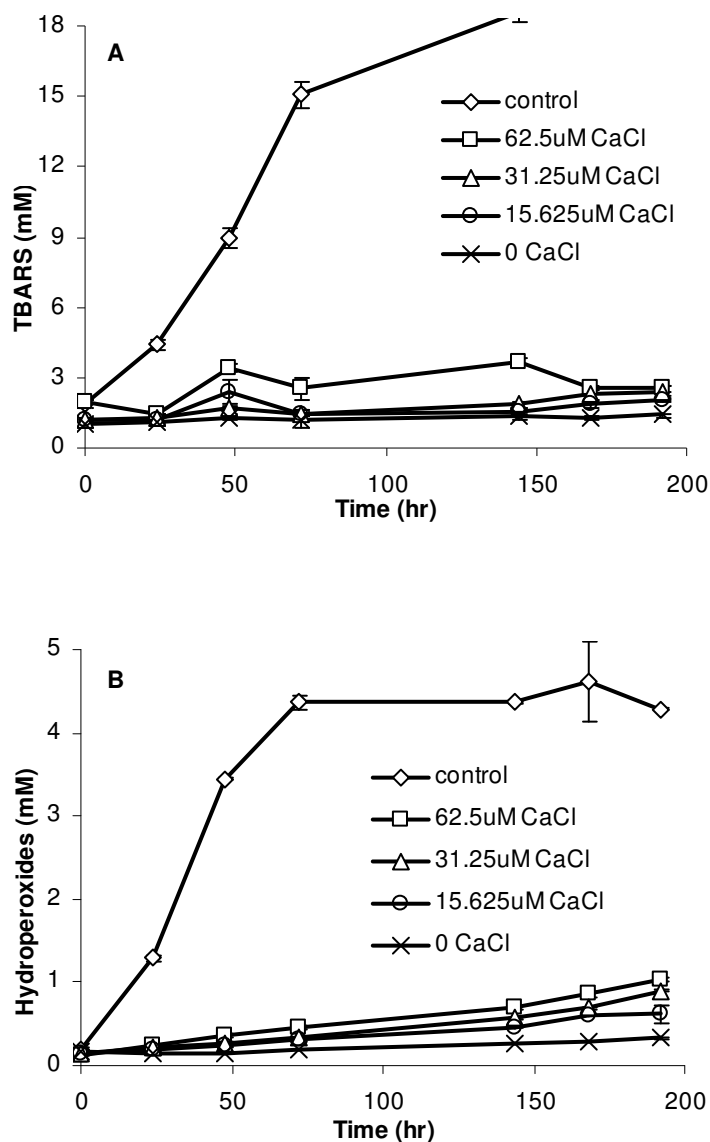 18
A
15
control
62.5uM CaCl
12
31.25uM CaCl
15.625uM CaCl
9
0 CaCl
TBARS (mM)
6
3
0
0 50 100 150 200
Time (hr)
5
B
4
control
62.5uM CaCl
3
31.25uM CaCl
15.625uM CaCl
2
0 CaCl
Hydroperoxides (mM)
1
0
0 50 100 150 200
Time (hr)